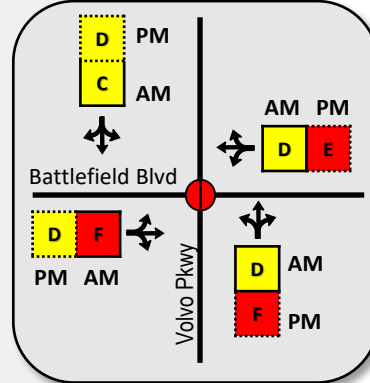 D PM
C AM
AM PM
D E
Battlefield Blvd
D F
PM AM
Volvo Pkwy
D AM
F PM